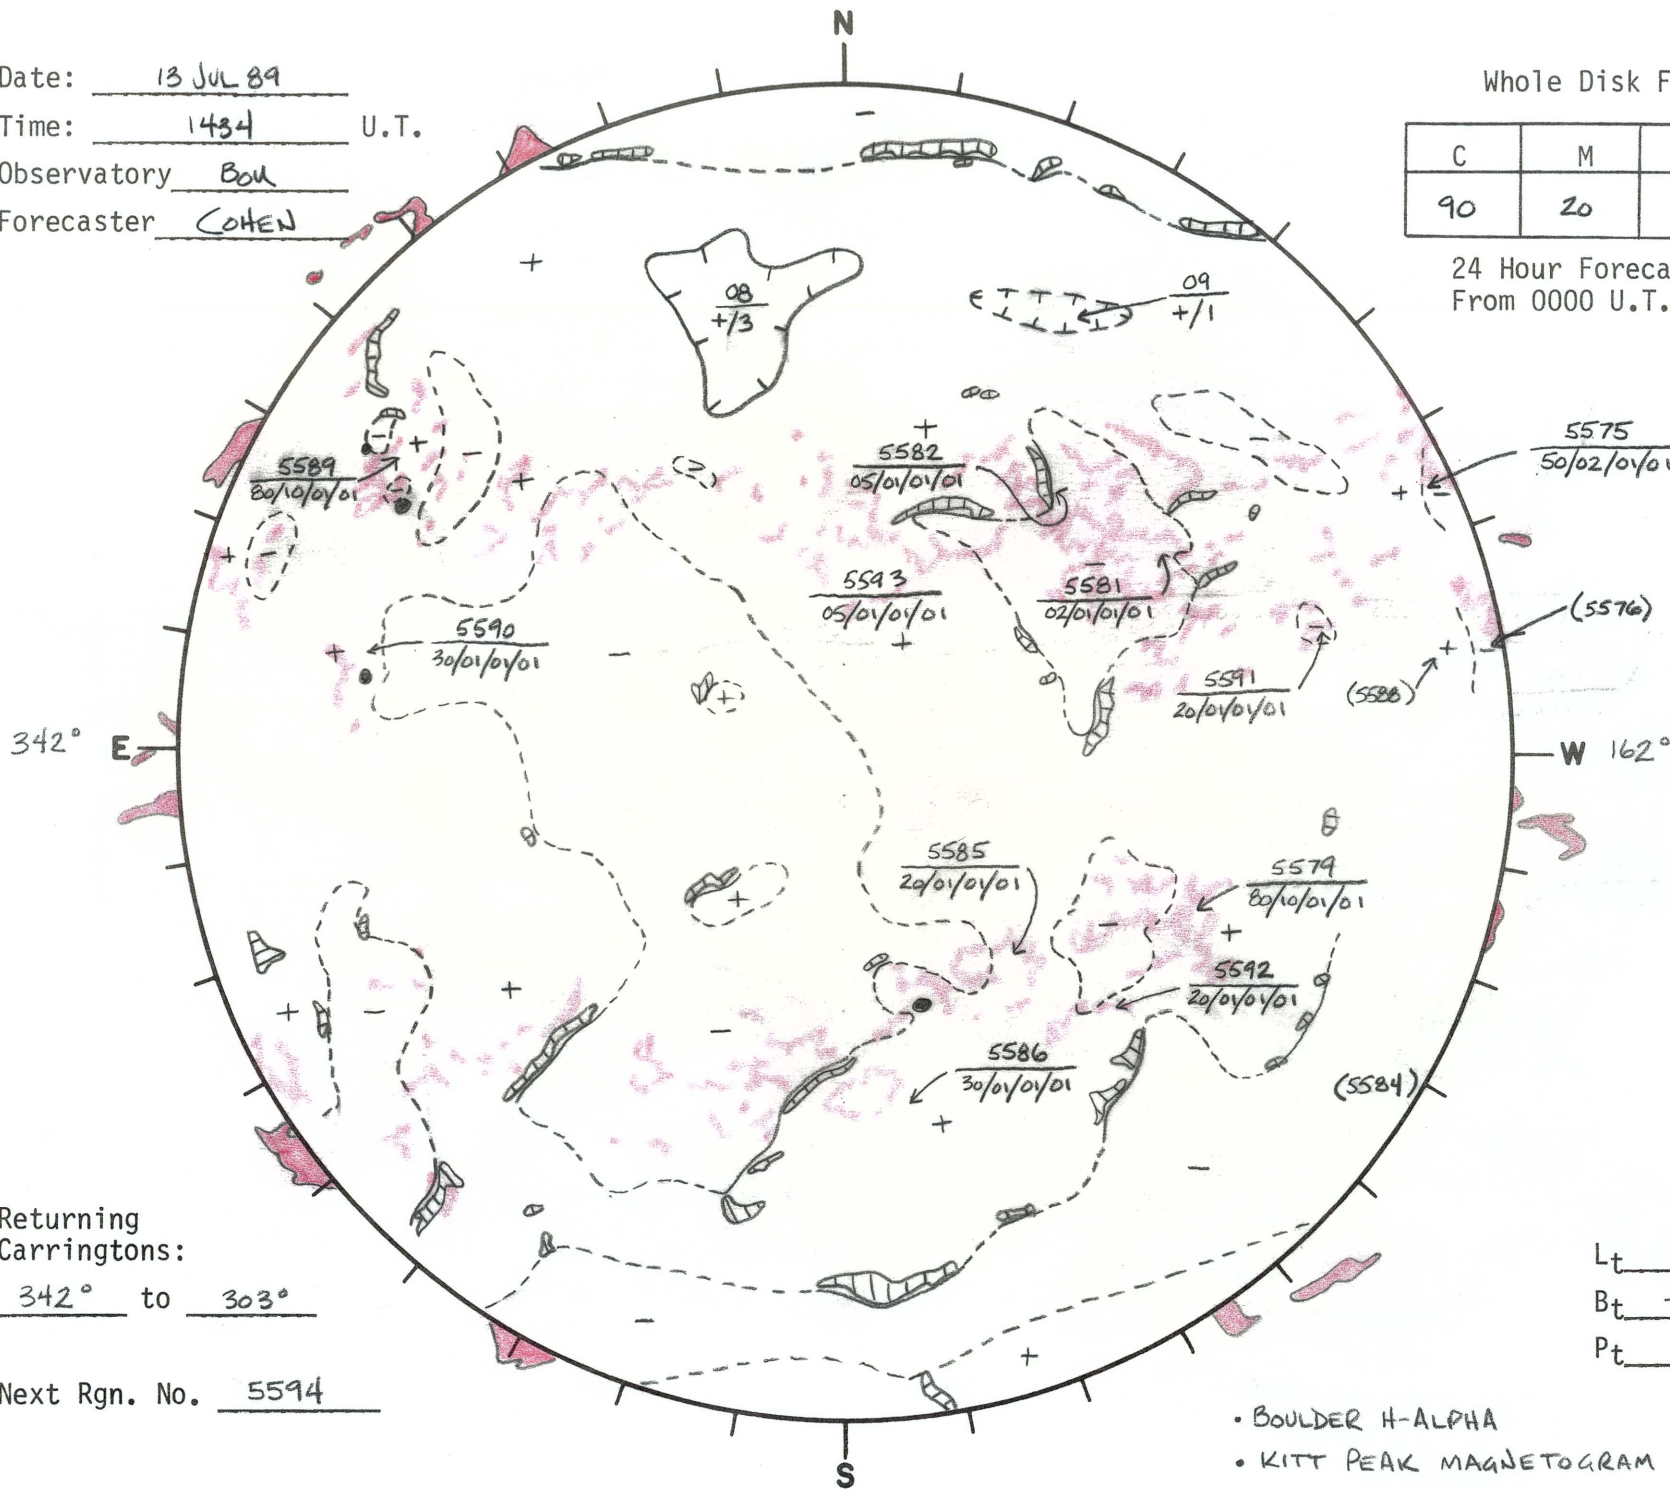 N
Date: 13 JUL 89
Time: 1434 U.T.
Observatory BOU
Forecaster COHEN
Whole Disk F
C M
90 20
24 Hour Foreca
From 0000 U.T.
08
+/3
09
+/1
5575
50/02/01/01
5582
05/01/01/01
5589
80/10/01/01
5593
05/01/01/01
5581
02/01/01/01
(5576)
5590
30/01/01/01
5591
20/01/01/01
(5588)
342° E
W 162°
5585
20/01/01/01
5579
80/10/01/01
5592
20/01/01/01
5586
30/01/01/01
(5584)
Returning
Carringtons:
342° to 303°
Next Rgn. No. 5594
Lt
Bt
Pt
• BOULDER H-ALPHA
• KITT PEAK MAGNETOGRAM
S